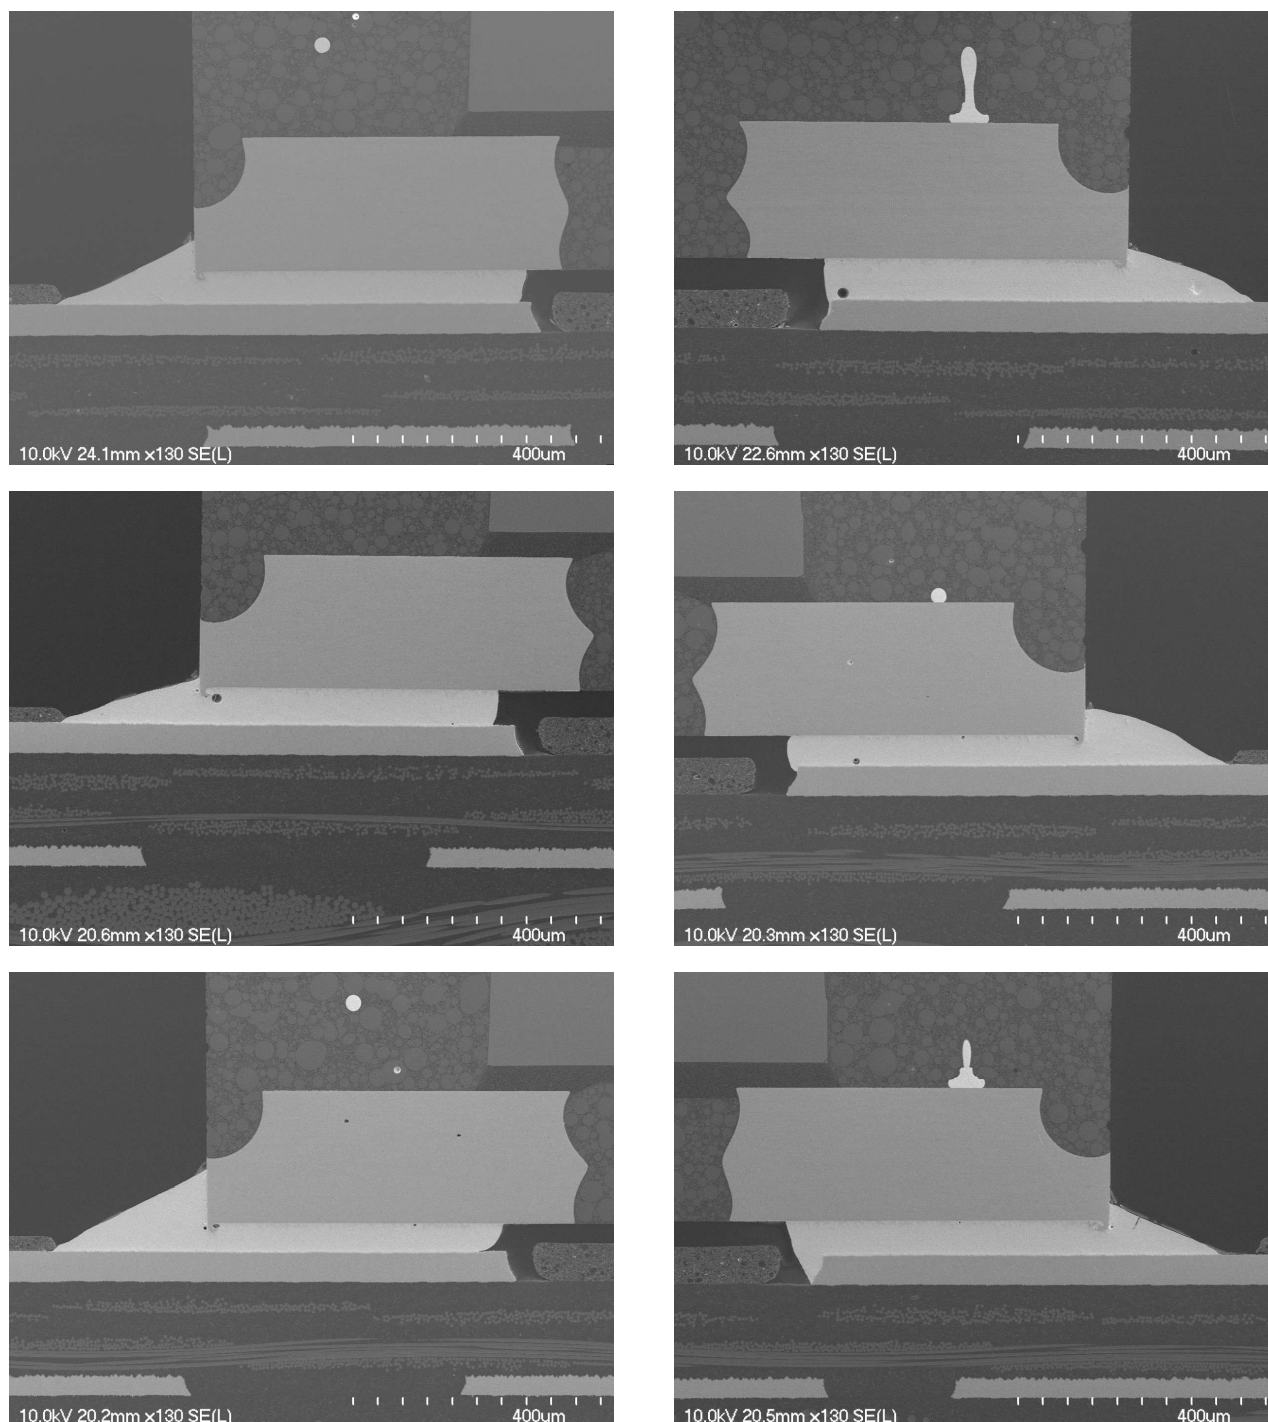 10.0kV 24.1mm x130 SE(L) 400um
10.0kV 22.6mm x130 SE(L) 400um
10.0kV 20.6mm x130 SE(L) 400um
10.0kV 20.3mm x130 SE(L) 400um
10.0kV 20.2mm x130 SE(L) 400um
10.0kV 20.5mm x130 SE(L) 400um